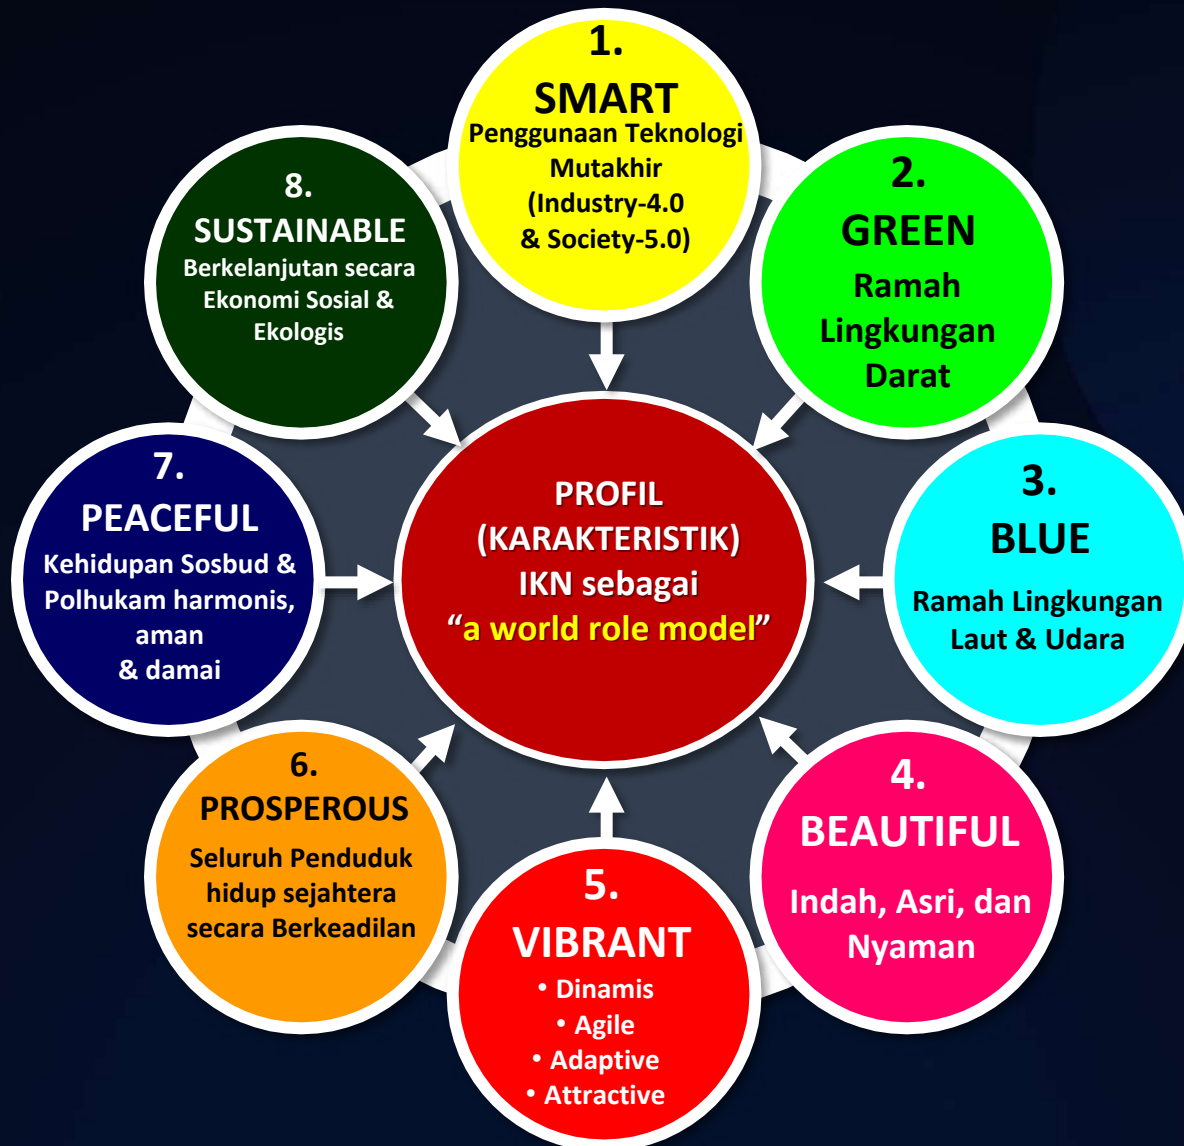 1.
SMART
Penggunaan Teknologi
Mutakhir
(Industry-4.0
& Society-5.0)
2.
GREEN
Ramah
Lingkungan
Darat
3.
BLUE
Ramah Lingkungan
Laut & Udara
4.
BEAUTIFUL
Indah, Asri, dan
Nyaman
5.
VIBRANT
• Dinamis
• Agile
• Adaptive
• Attractive
6.
PROSPEROUS
Seluruh Penduduk
hidup sejahtera
secara Berkeadilan
7.
PEACEFUL
Kehidupan Sosbud &
Polhukam harmonis,
aman
& damai
8.
SUSTAINABLE
Berkelanjutan secara
Ekonomi Sosial &
Ekologis
PROFIL
(KARAKTERISTIK)
IKN sebagai
“a world role model”